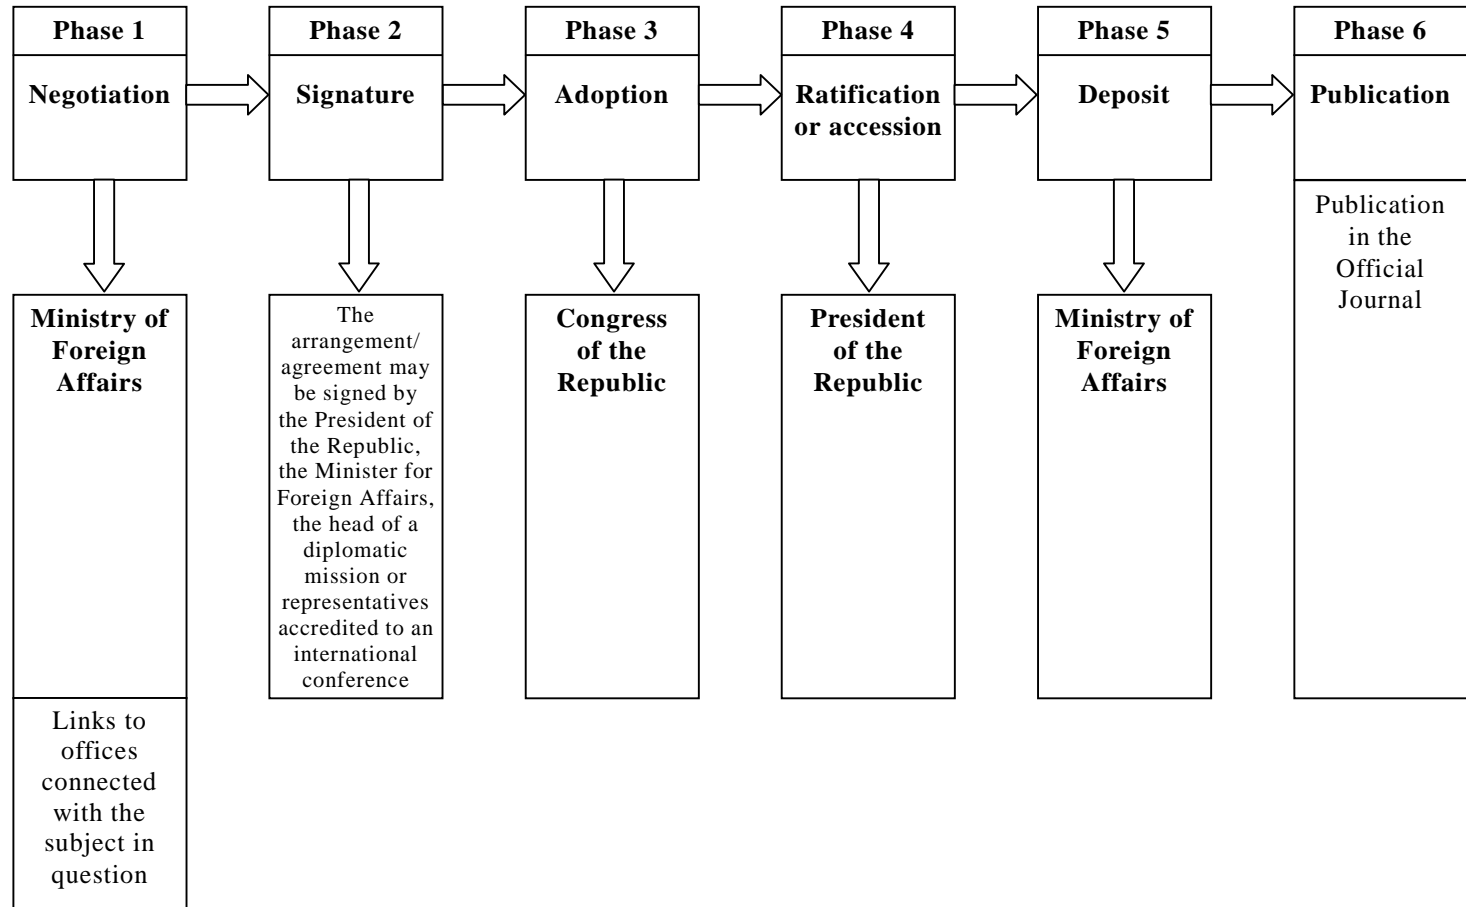 Phase 1
Negotiation
Ministry of
Foreign
Affairs
Links to
offices
connected
with the
subject in
question
Phase 2
Signature
The
arrangement/
agreement may
be signed by
the President of
the Republic,
the Minister for
Foreign Affairs,
the head of a
diplomatic
mission or
representatives
accredited to an
international
conference
Phase 3
Adoption
Congress
of the
Republic
Phase 4
Ratification
or accession
President
of the
Republic
Phase 5
Deposit
Ministry of
Foreign
Affairs
Phase 6
Publication
Publication
in the
Official
Journal